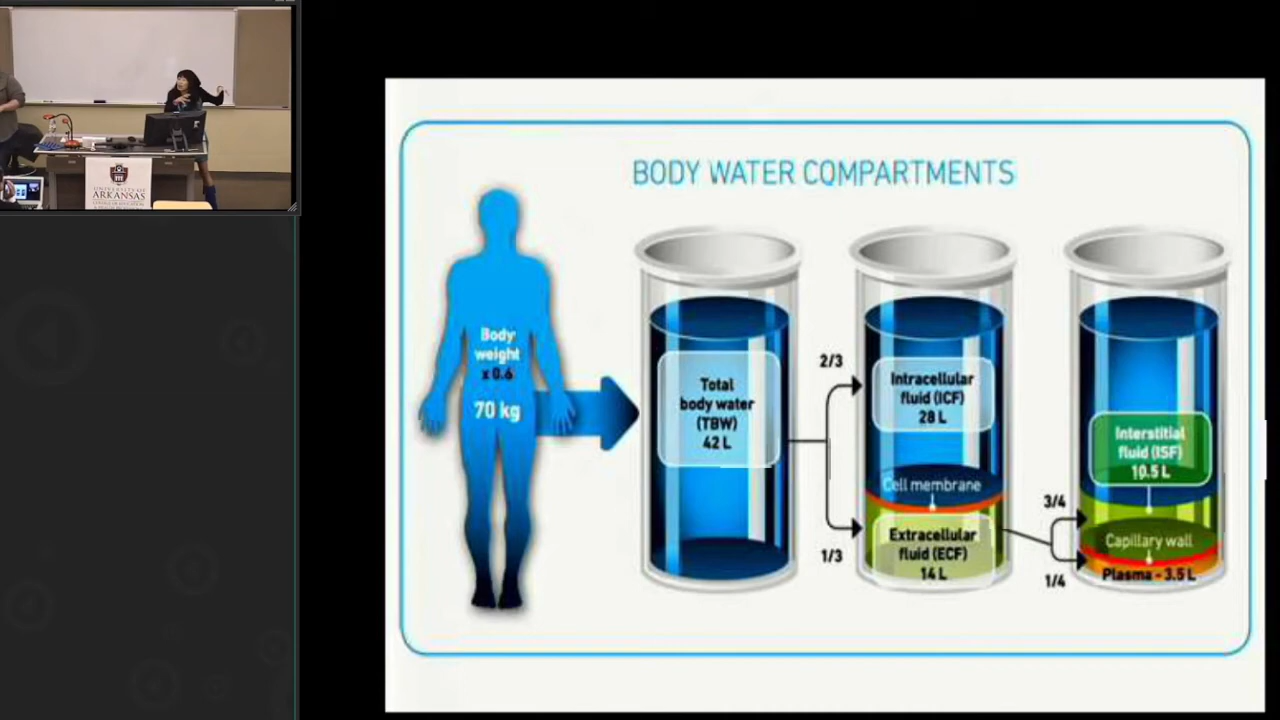 BODY WATER COMPARTMENTS
Body
weight
x 0.6
70 kg
Total
body water
(TBW)
42 L
2/3
1/3
Intracellular
fluid (ICF)
28 L
Cell membrane
Extracellular
fluid (ECF)
14 L
3/4
1/4
Interstitial
fluid (ISF)
10.5 L
Capillary wall
Plasma - 3.5 L
UNIVERSITY OF
ARKANSAS